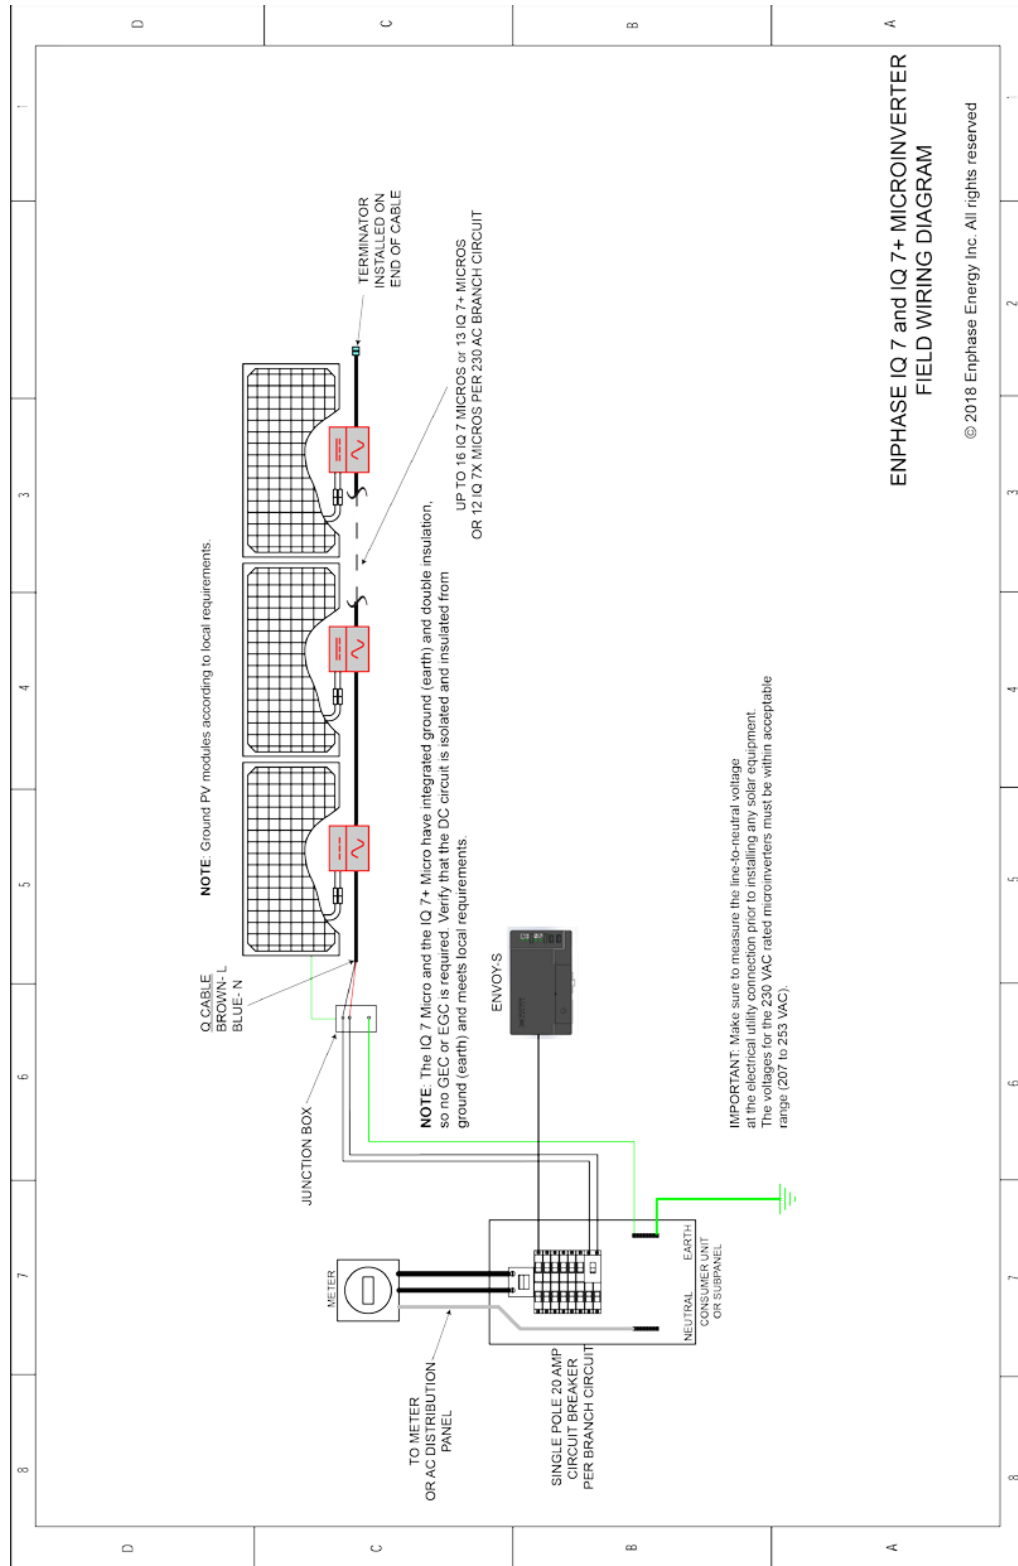 8 7 6 5 4 3 2 1
D
C
B
A
D
C
B
A
8 7 6 5 4 3 2 1
NOTE: Ground PV modules according to local requirements.
Q CABLE
BROWN- L
BLUE- N
JUNCTION BOX
TERMINATOR
INSTALLED ON
END OF CABLE
UP TO 16 IQ 7 MICROS or 13 IQ 7+ MICROS
OR 12 IQ 7X MICROS PER 230 AC BRANCH CIRCUIT
NOTE: The IQ 7 Micro and the IQ 7+ Micro have integrated ground (earth) and double insulation,
so no GEC or EGC is required. Verify that the DC circuit is isolated and insulated from
ground (earth) and meets local requirements.
METER
TO METER
OR AC DISTRIBUTION
PANEL
ENVOY-S
SINGLE POLE 20 AMP
CIRCUIT BREAKER
PER BRANCH CIRCUIT
NEUTRAL EARTH
CONSUMER UNIT
OR SUBPANEL
IMPORTANT: Make sure to measure the line-to-neutral voltage
at the electrical utility connection prior to installing any solar equipment.
The voltages for the 230 VAC rated microinverters must be within acceptable
range (207 to 253 VAC).
ENPHASE IQ 7 and IQ 7+ MICROINVERTER
FIELD WIRING DIAGRAM
© 2018 Enphase Energy Inc. All rights reserved